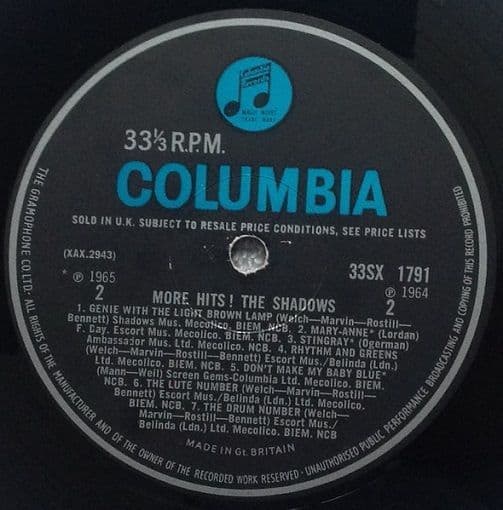 Columbia
Records
MAGIC NOTES
TRADE MARK
33⅓ R.P.M.
COLUMBIA
SOLD IN U.K. SUBJECT TO RESALE PRICE CONDITIONS, SEE PRICE LISTS
(XAX.2943)
33SX 1791
* ℗ 1965
℗ 1964
2
2
MORE HITS! THE SHADOWS
1. GENIE WITH THE LIGHT BROWN LAMP (Welch—Marvin—Rostill—
Bennett) Shadows Mus. Mecolico. BIEM. NCB. 2. MARY-ANNE* (Lordan)
F. Day. Escort Mus. Mecolico. BIEM. NCB. 3. STINGRAY* (Ogerman)
Ambassador Mus. Ltd. Mecolico. NCB. 4. RHYTHM AND GREENS
(Welch—Marvin—Rostill—Bennett) Escort Mus./Belinda (Ldn.)
Ltd. Mecolico. BIEM. NCB. 5. DON'T MAKE MY BABY BLUE*
(Mann—Weil) Screen Gems-Columbia Ltd. Mecolico. BIEM.
NCB. 6. THE LUTE NUMBER (Welch—Marvin—Rostill—
Bennett) Escort Mus./Belinda (Ldn.) Ltd. Mecolico. BIEM.
NCB. 7. THE DRUM NUMBER (Welch—
Marvin—Rostill—Bennett) Escort Mus./
Belinda (Ldn.) Ltd. Mecolico. BIEM. NCB
MADE IN Gt. BRITAIN
THE GRAMOPHONE CO. LTD. · ALL RIGHTS OF THE MANUFACTURER AND OF THE OWNER OF THE RECORDED WORK RESERVED · UNAUTHORISED PUBLIC PERFORMANCE BROADCASTING AND COPYING OF THIS RECORD PROHIBITED